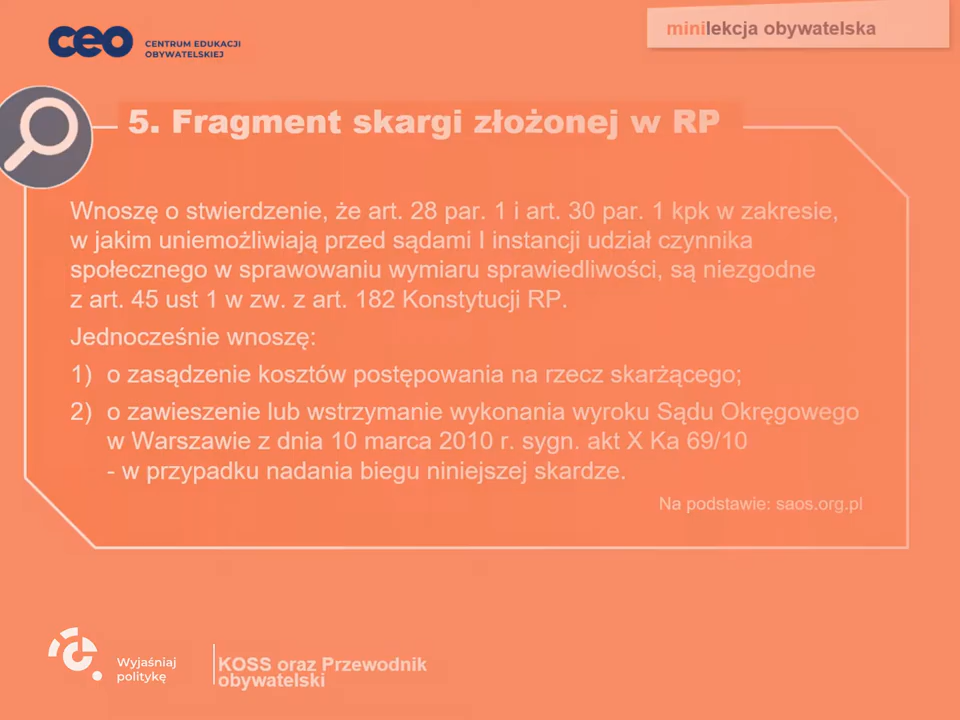 ceo
CENTRUM EDUKACJI
OBYWATELSKIEJ
minilekcja obywatelska
5. Fragment skargi złożonej w RP
Wnoszę o stwierdzenie, że art. 28 par. 1 i art. 30 par. 1 kpk w zakresie,
w jakim uniemożliwiają przed sądami I instancji udział czynnika
społecznego w sprawowaniu wymiaru sprawiedliwości, są niezgodne
z art. 45 ust 1 w zw. z art. 182 Konstytucji RP.
Jednocześnie wnoszę:
1) o zasądzenie kosztów postępowania na rzecz skarżącego;
2) o zawieszenie lub wstrzymanie wykonania wyroku Sądu Okręgowego
w Warszawie z dnia 10 marca 2010 r. sygn. akt X Ka 69/10
- w przypadku nadania biegu niniejszej skardze.
Na podstawie: saos.org.pl
Wyjaśniaj
politykę
KOSS oraz Przewodnik
obywatelski